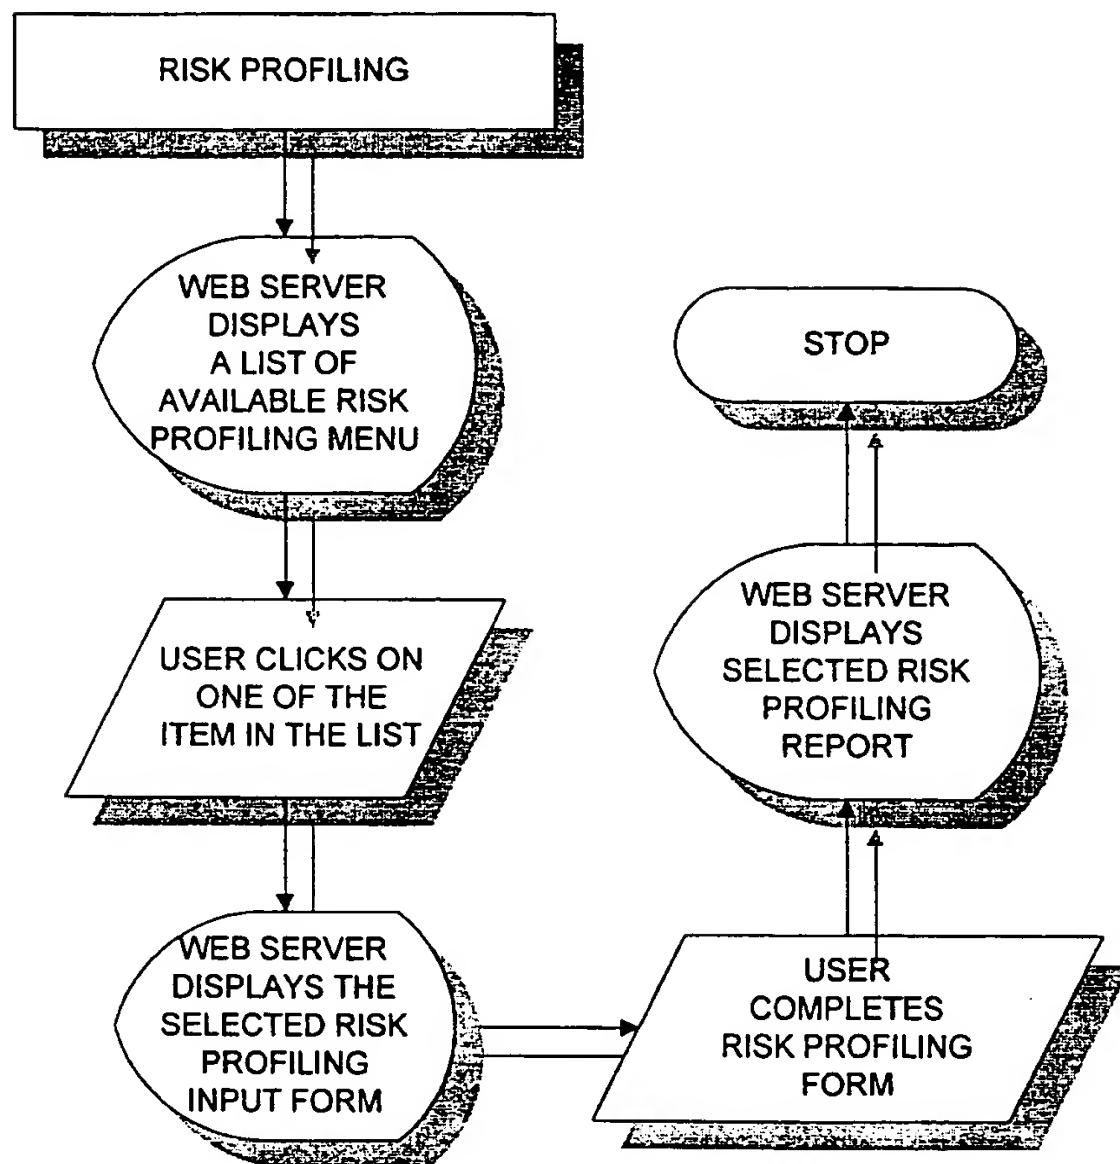 RISK PROFILING
WEB SERVER
DISPLAYS
A LIST OF
AVAILABLE RISK
PROFILING MENU
USER CLICKS ON
ONE OF THE
ITEM IN THE LIST
WEB SERVER
DISPLAYS THE
SELECTED RISK
PROFILING
INPUT FORM
USER
COMPLETES
RISK PROFILING
FORM
WEB SERVER
DISPLAYS
SELECTED RISK
PROFILING
REPORT
STOP